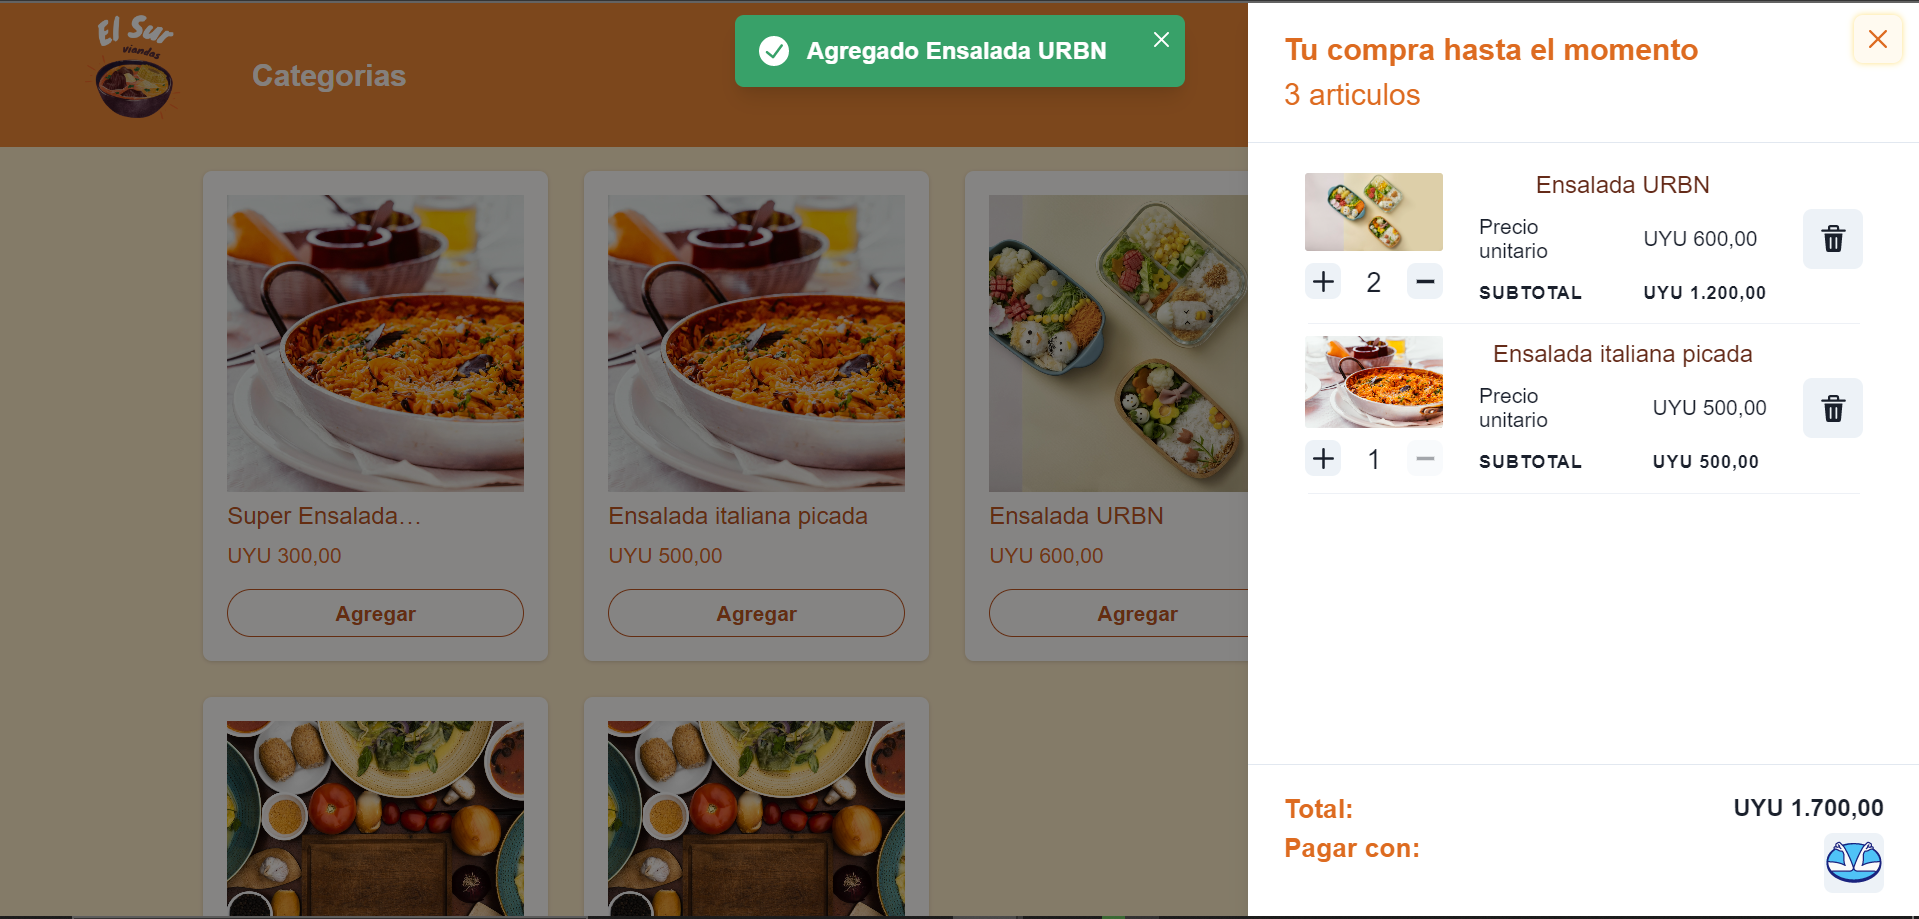 El Sur
viandas
Categorias
Agregado Ensalada URBN
Super Ensalada…
UYU 300,00
Agregar
Ensalada italiana picada
UYU 500,00
Agregar
Ensalada URBN
UYU 600,00
Agregar
Tu compra hasta el momento
3 articulos
Ensalada URBN
Precio
unitario
UYU 600,00
2
SUBTOTAL
UYU 1.200,00
Ensalada italiana picada
Precio
unitario
UYU 500,00
1
SUBTOTAL
UYU 500,00
Total:
UYU 1.700,00
Pagar con: